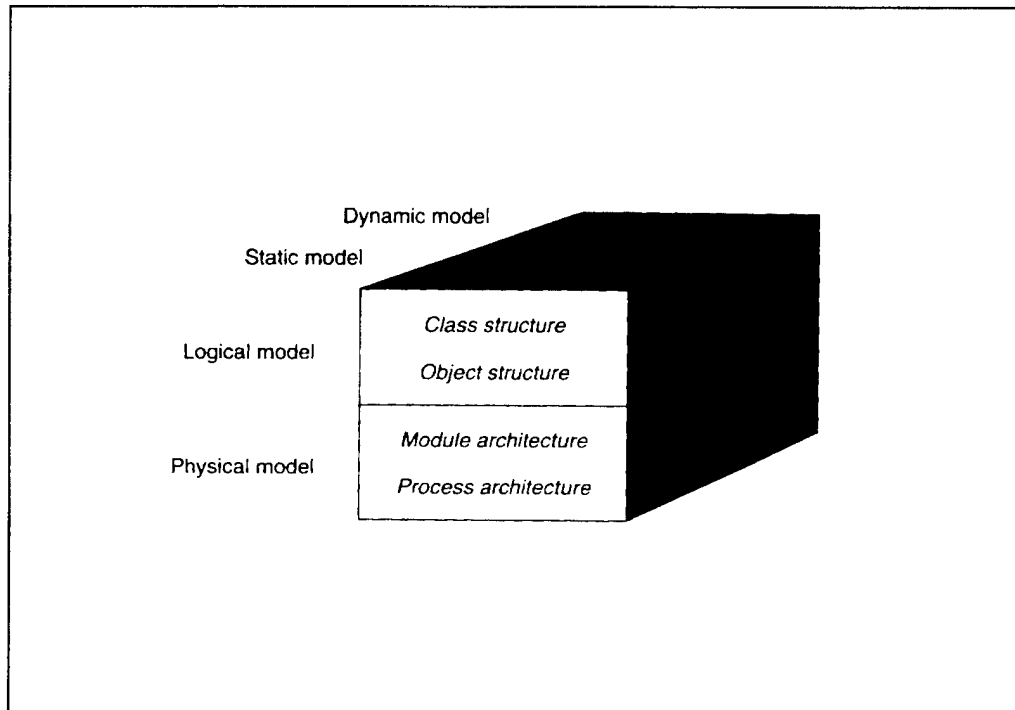 Dynamic model
Static model
Class structure
Logical model
Object structure
Module architecture
Physical model
Process architecture